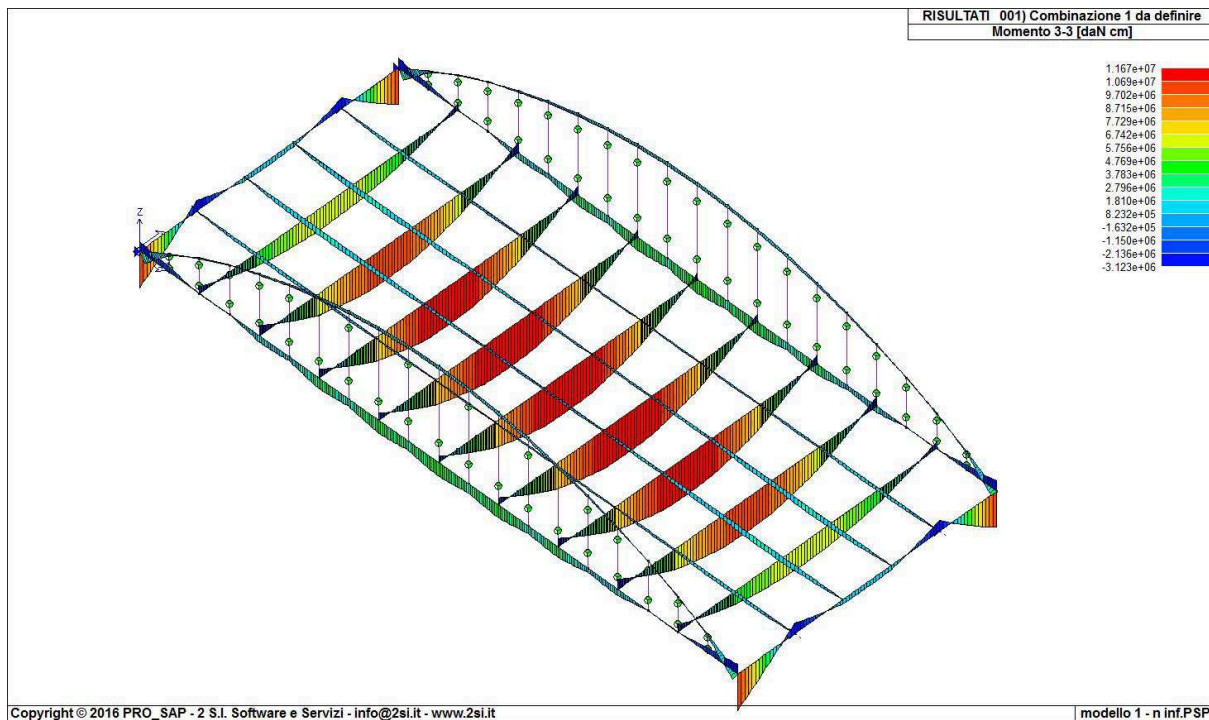 RISULTATI 001) Combinazione 1 da definire
Momento 3-3 [daN cm]
1.167e+07
1.069e+07
9.702e+06
8.715e+06
7.729e+06
6.742e+06
5.756e+06
4.769e+06
3.783e+06
2.796e+06
1.810e+06
8.232e+05
-1.632e+05
-1.150e+06
-2.136e+06
-3.123e+06
Z
Copyright © 2016 PRO_SAP - 2 S.I. Software e Servizi - info@2si.it - www.2si.it
modello 1 - n inf.PSP